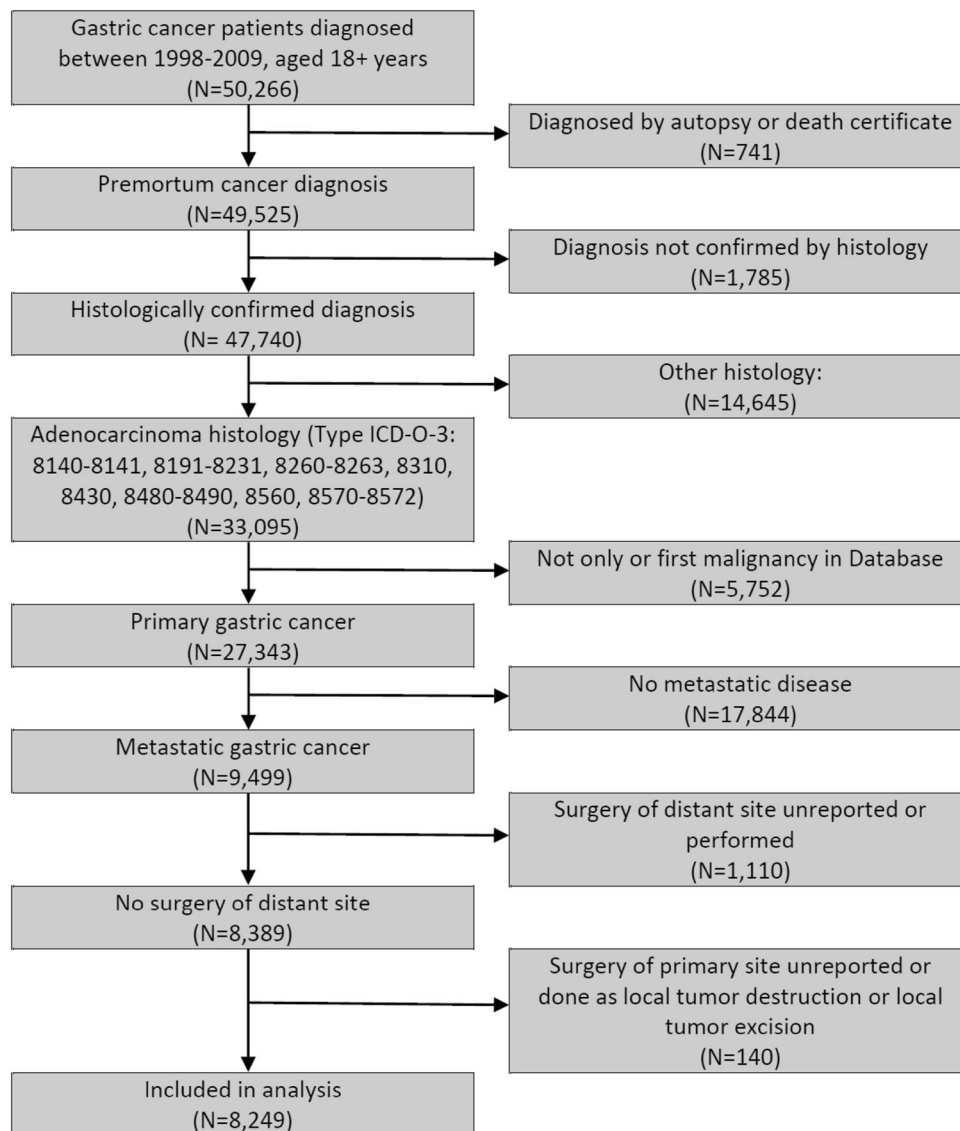 Gastric cancer patients diagnosed
between 1998-2009, aged 18+ years
(N=50,266)
Diagnosed by autopsy or death certificate
(N=741)
Premortum cancer diagnosis
(N=49,525)
Diagnosis not confirmed by histology
(N=1,785)
Histologically confirmed diagnosis
(N= 47,740)
Other histology:
(N=14,645)
Adenocarcinoma histology (Type ICD-O-3:
8140-8141, 8191-8231, 8260-8263, 8310,
8430, 8480-8490, 8560, 8570-8572)
(N=33,095)
Not only or first malignancy in Database
(N=5,752)
Primary gastric cancer
(N=27,343)
No metastatic disease
(N=17,844)
Metastatic gastric cancer
(N=9,499)
Surgery of distant site unreported or
performed
(N=1,110)
No surgery of distant site
(N=8,389)
Surgery of primary site unreported or
done as local tumor destruction or local
tumor excision
(N=140)
Included in analysis
(N=8,249)